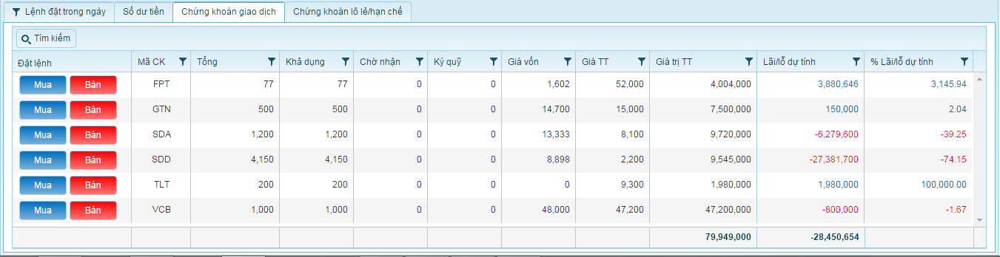 Lệnh đặt trong ngày Số dư tiền Chứng khoán giao dịch Chứng khoán lô lẻ/hạn chế
Tìm kiếm
Đặt lệnh Mã CK Tổng Khả dụng Chờ nhận Ký quỹ Giá vốn Giá TT Giá trị TT Lãi/lỗ dự tính % Lãi/lỗ dự tính
Mua Bán FPT 77 77 0 0 1,602 52,000 4,004,000 3,880,646 3,145.94
Mua Bán GTN 500 500 0 0 14,700 15,000 7,500,000 150,000 2.04
Mua Bán SDA 1,200 1,200 0 0 13,333 8,100 9,720,000 -6,279,600 -39.25
Mua Bán SDD 4,150 4,150 0 0 8,898 2,200 9,545,000 -27,381,700 -74.15
Mua Bán TLT 200 200 0 0 0 9,300 1,980,000 1,980,000 100,000.00
Mua Bán VCB 1,000 1,000 0 0 48,000 47,200 47,200,000 -800,000 -1.67
79,949,000 -28,450,654